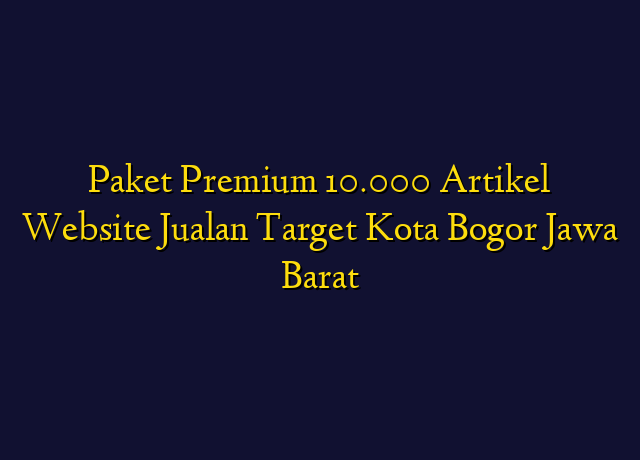 Paket Premium 10.000 Artikel
Website Jualan Target Kota Bogor Jawa
Barat